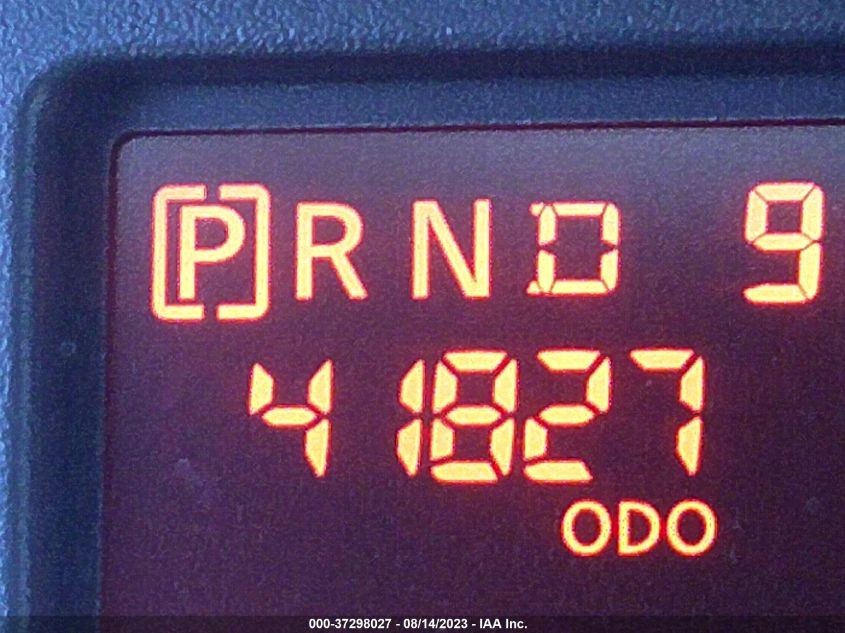 [P] R N D 9
41827
ODO
000-37298027 - 08/14/2023 - IAA Inc.